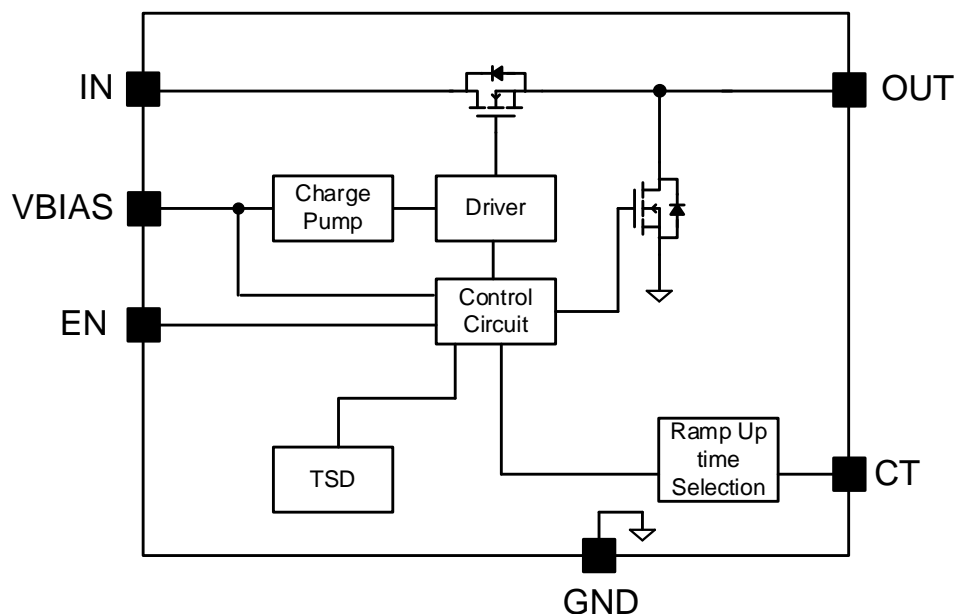 IN
OUT
VBIAS
Charge
Pump
Driver
EN
Control
Circuit
TSD
Ramp Up
time
Selection
CT
GND